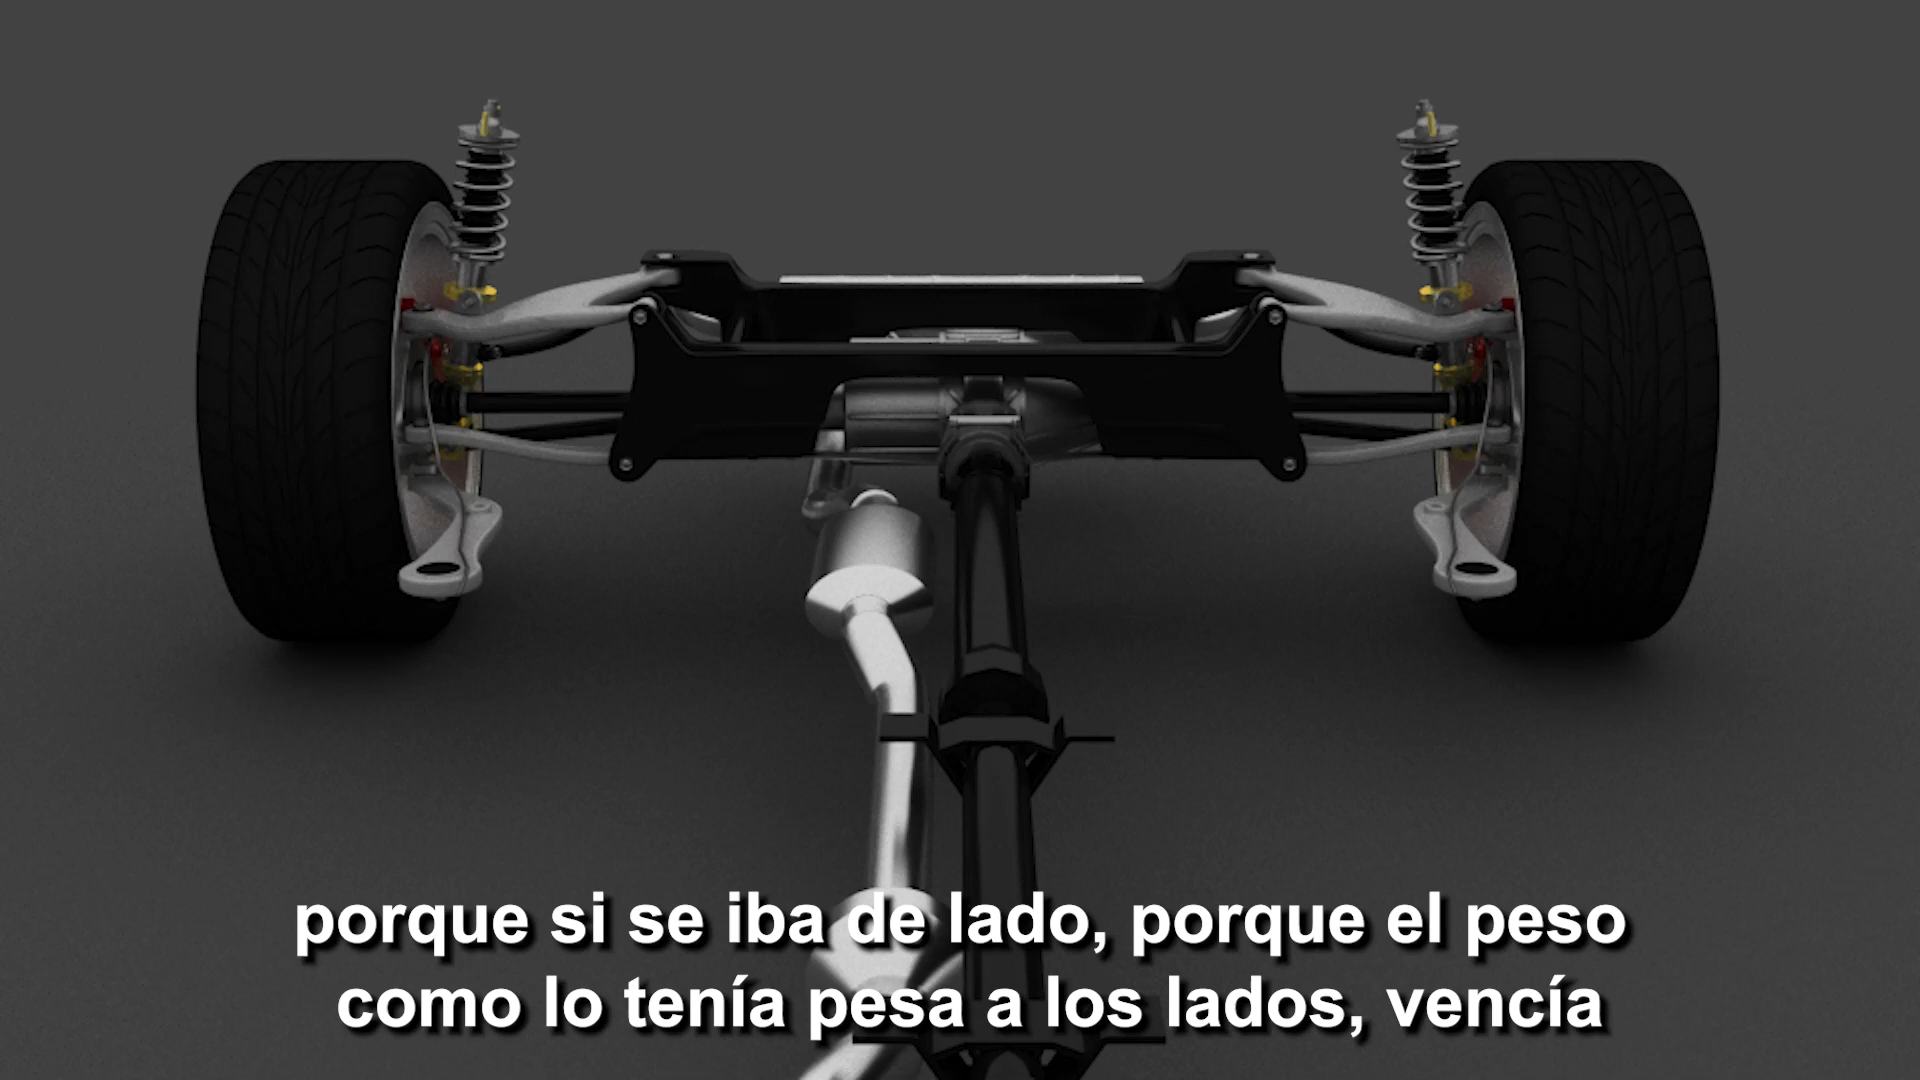 porque si se iba de lado, porque el peso
como lo tenía pesa a los lados, vencía